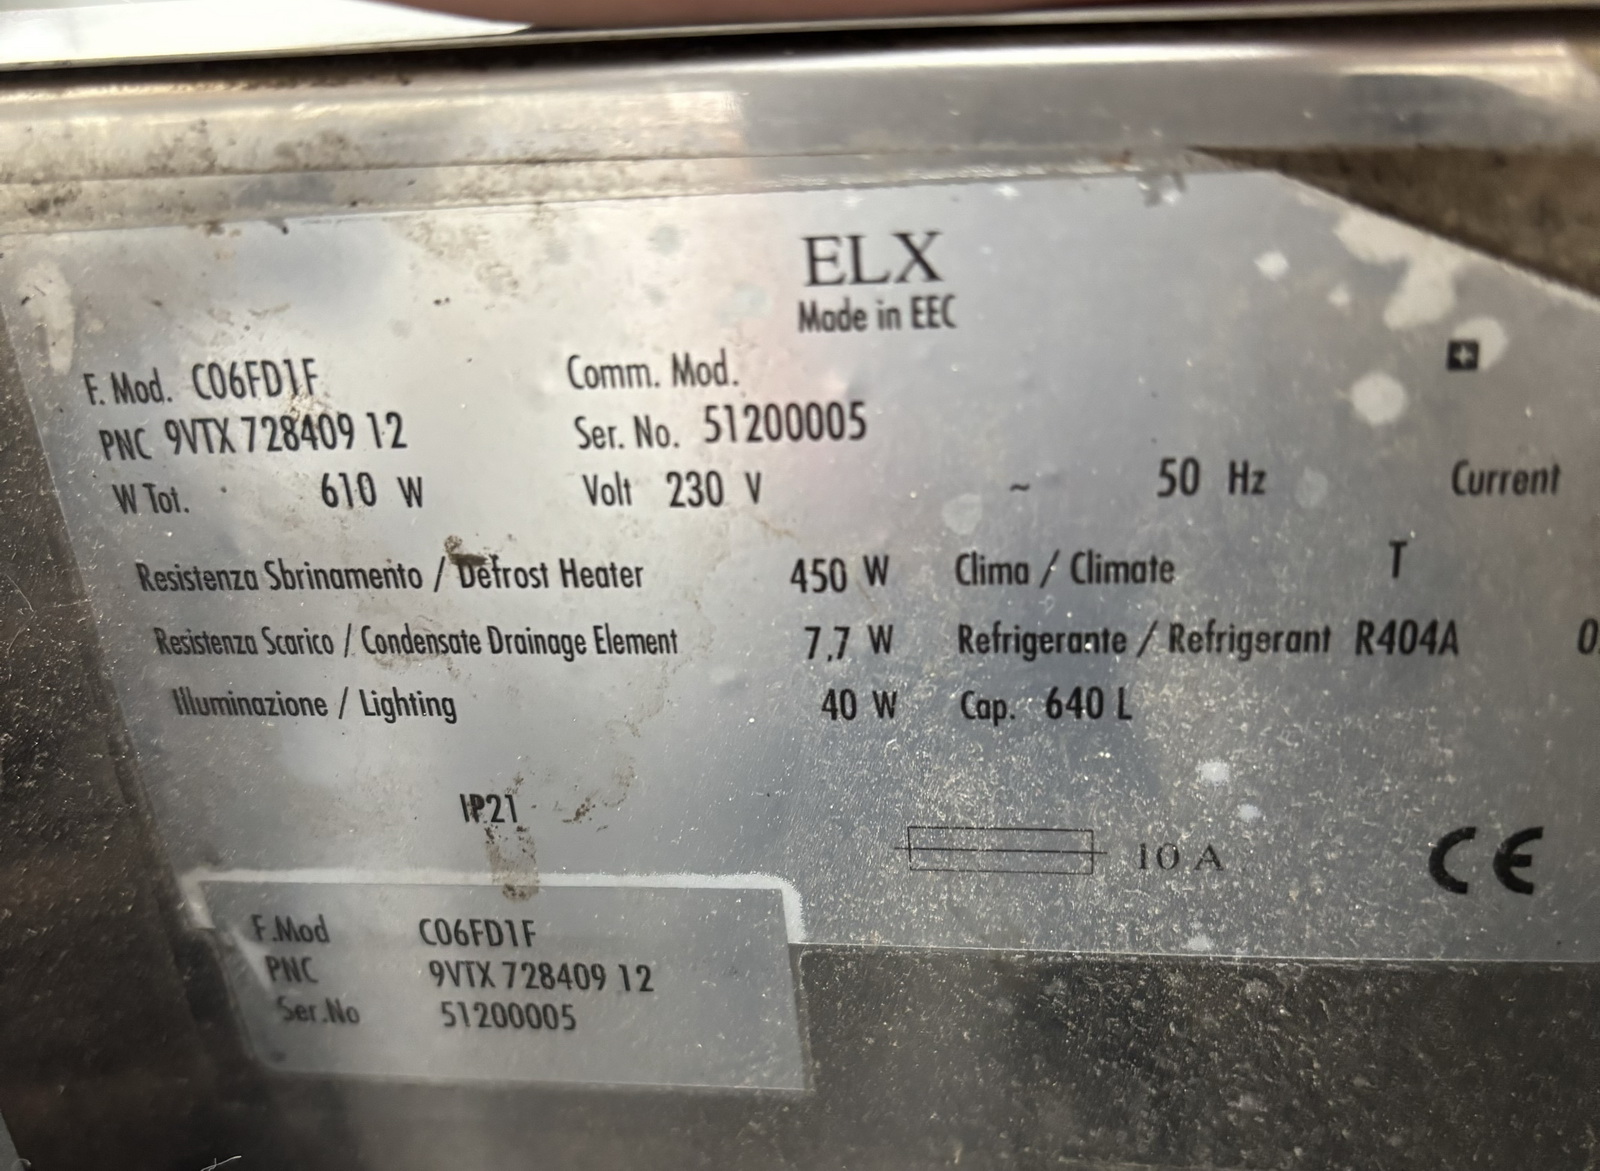 ELX
Made in EEC
F. Mod. C06FD1F Comm. Mod.
PNC 9VTX 728409 12 Ser. No. 51200005
W Tot. 610 W Volt 230 V ~ 50 Hz Current
Resistenza Sbrinamento / Defrost Heater 450 W Clima / Climate T
Resistenza Scarico / Condensate Drainage Element 7,7 W Refrigerante / Refrigerant R404A 0
Illuminazione / Lighting 40 W Cap. 640 L
IP21
10 A CE
F.Mod C06FD1F
PNC 9VTX 728409 12
Ser.No 51200005